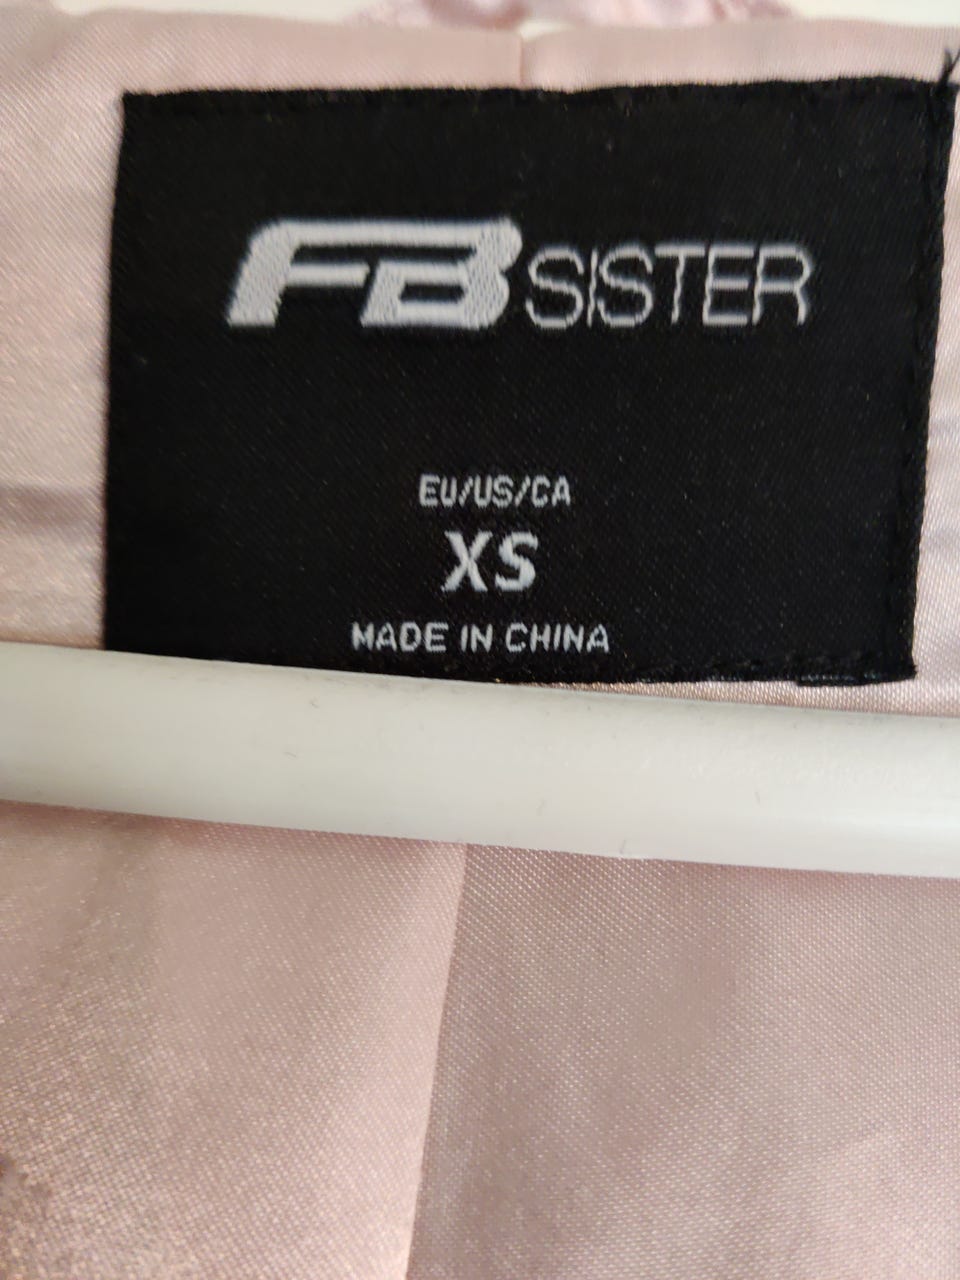 FB SISTER
EU/US/CA
XS
MADE IN CHINA